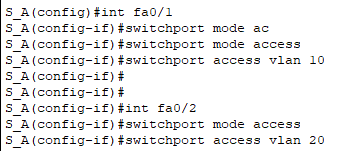 S_A(config)#int fa0/1
S_A(config-if)#switchport mode ac
S_A(config-if)#switchport mode access
S_A(config-if)#switchport access vlan 10
S_A(config-if)#
S_A(config-if)#
S_A(config-if)#int fa0/2
S_A(config-if)#switchport mode access
S_A(config-if)#switchport access vlan 20